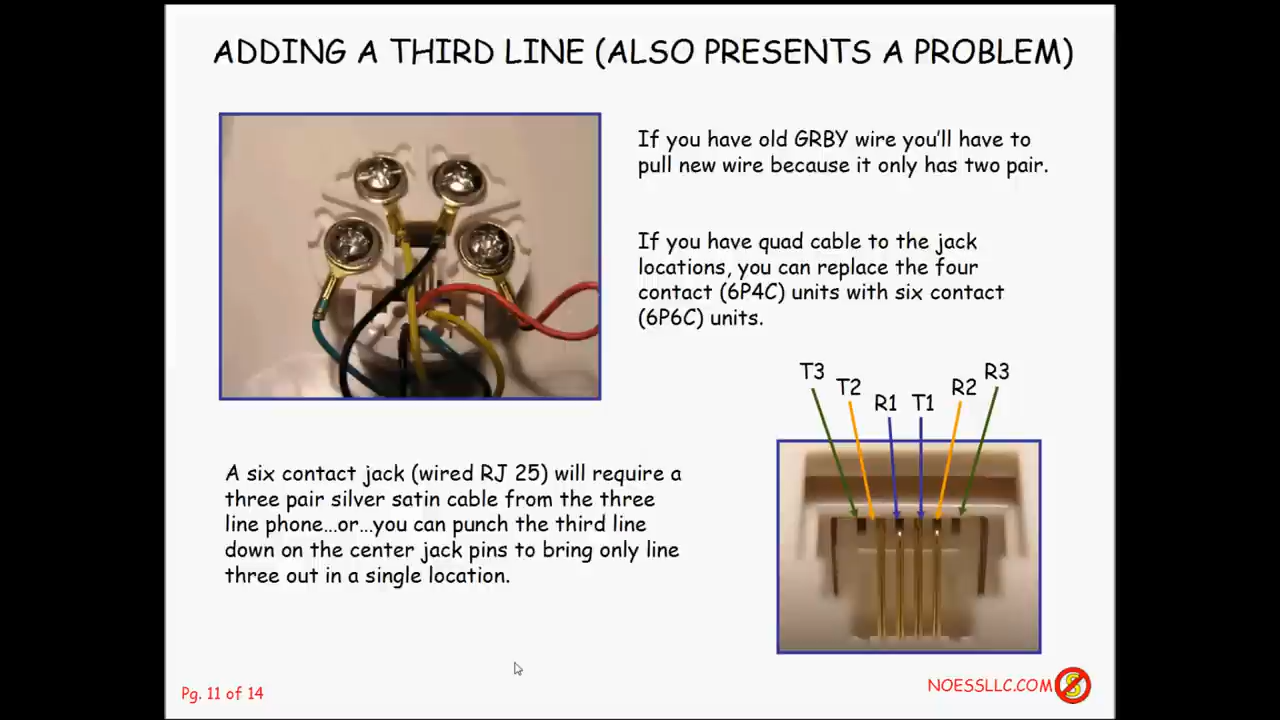 ADDING A THIRD LINE (ALSO PRESENTS A PROBLEM)
If you have old GRBY wire you'll have to
pull new wire because it only has two pair.
If you have quad cable to the jack
locations, you can replace the four
contact (6P4C) units with six contact
(6P6C) units.
T3
T2
R1
T1
R2
R3
A six contact jack (wired RJ 25) will require a
three pair silver satin cable from the three
line phone...or...you can punch the third line
down on the center jack pins to bring only line
three out in a single location.
Pg. 11 of 14
NOESSLLC.COM
S